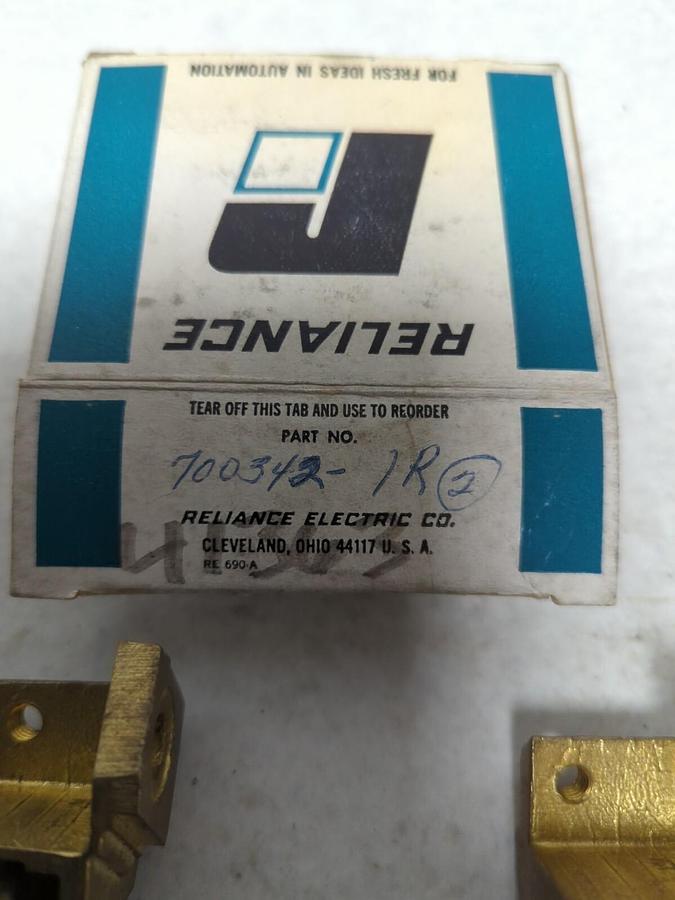 FOR FRESH IDEAS IN AUTOMATION
RELIANCE
TEAR OFF THIS TAB AND USE TO REORDER
PART NO.
700342- 1R 2
RELIANCE ELECTRIC CO.
CLEVELAND, OHIO 44117 U. S. A.
RE 690-A